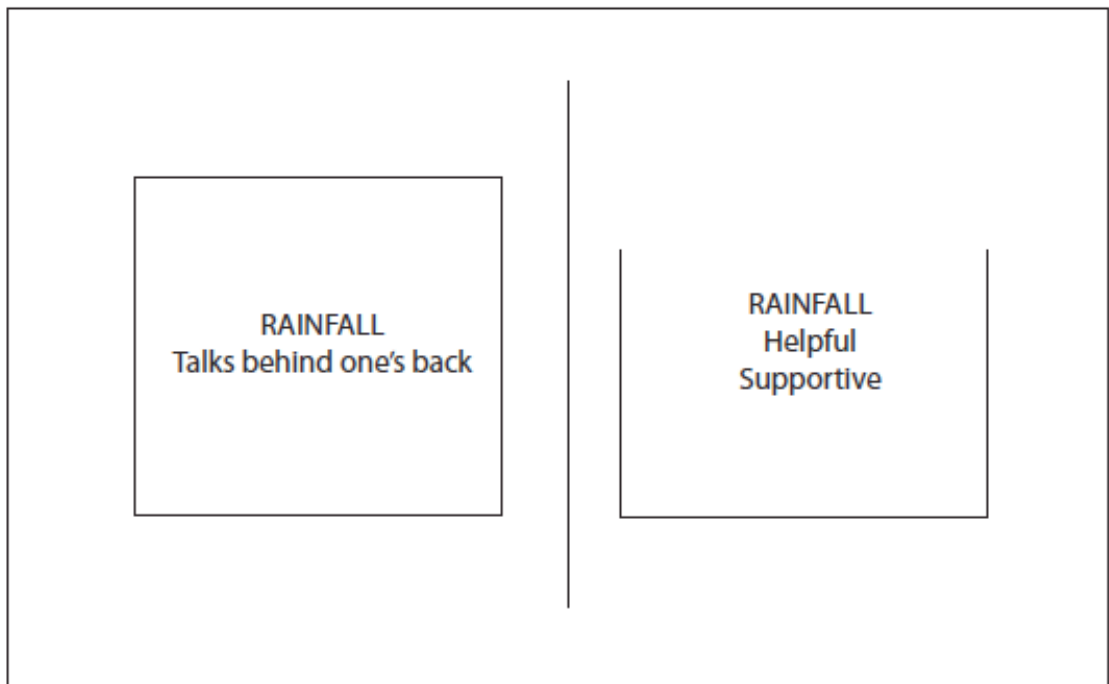 RAINFALL
Talks behind one's back
RAINFALL
Helpful
Supportive